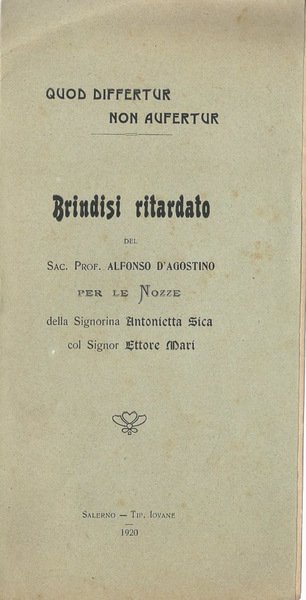 QUOD DIFFERTUR
NON AUFERTUR
Brindisi ritardato
DEL
SAC. PROF. ALFONSO D'AGOSTINO
PER LE NOZZE
della Signorina Antonietta Sica
col Signor Ettore Mari
SALERNO — TIP. IOVANE
1920